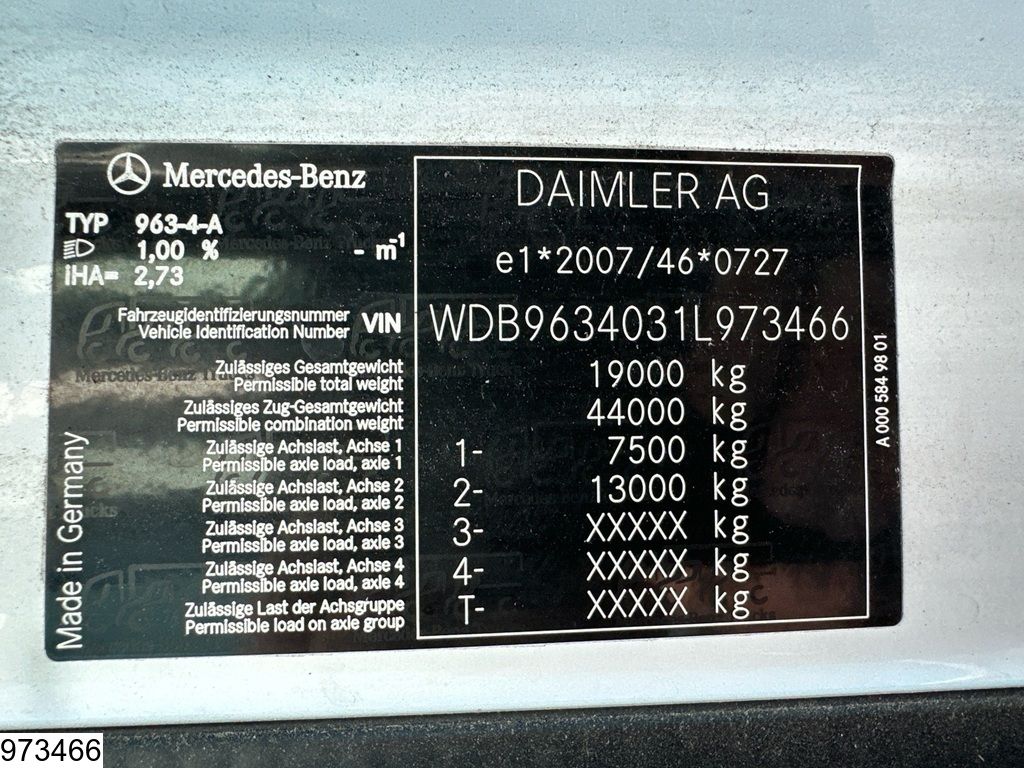 Mercedes-Benz
TYP 963-4-A
1,00 % - m⁻¹
iHA= 2,73
DAIMLER AG
e1*2007/46*0727
Fahrzeugidentifizierungsnummer
Vehicle Identification Number VIN WDB9634031L973466
Zulässiges Gesamtgewicht
Permissible total weight 19000 kg
Zulässiges Zug-Gesamtgewicht
Permissible combination weight 44000 kg
Zulässige Achslast, Achse 1
Permissible axle load, axle 1 1- 7500 kg
Zulässige Achslast, Achse 2
Permissible axle load, axle 2 2- 13000 kg
Zulässige Achslast, Achse 3
Permissible axle load, axle 3 3- XXXXX kg
Zulässige Achslast, Achse 4
Permissible axle load, axle 4 4- XXXXX kg
Zulässige Last der Achsgruppe
Permissible load on axle group T- XXXXX kg
Made in Germany
A 000 584 98 01
973466